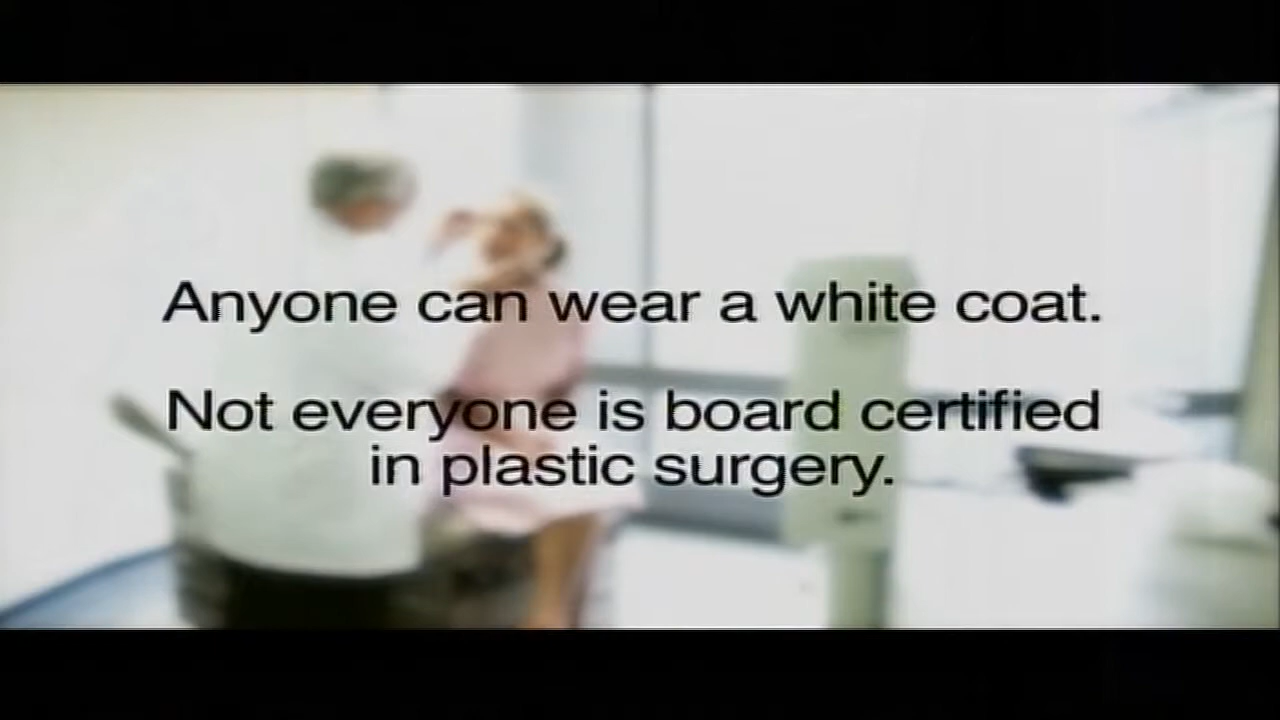 Anyone can wear a white coat.
Not everyone is board certified
in plastic surgery.